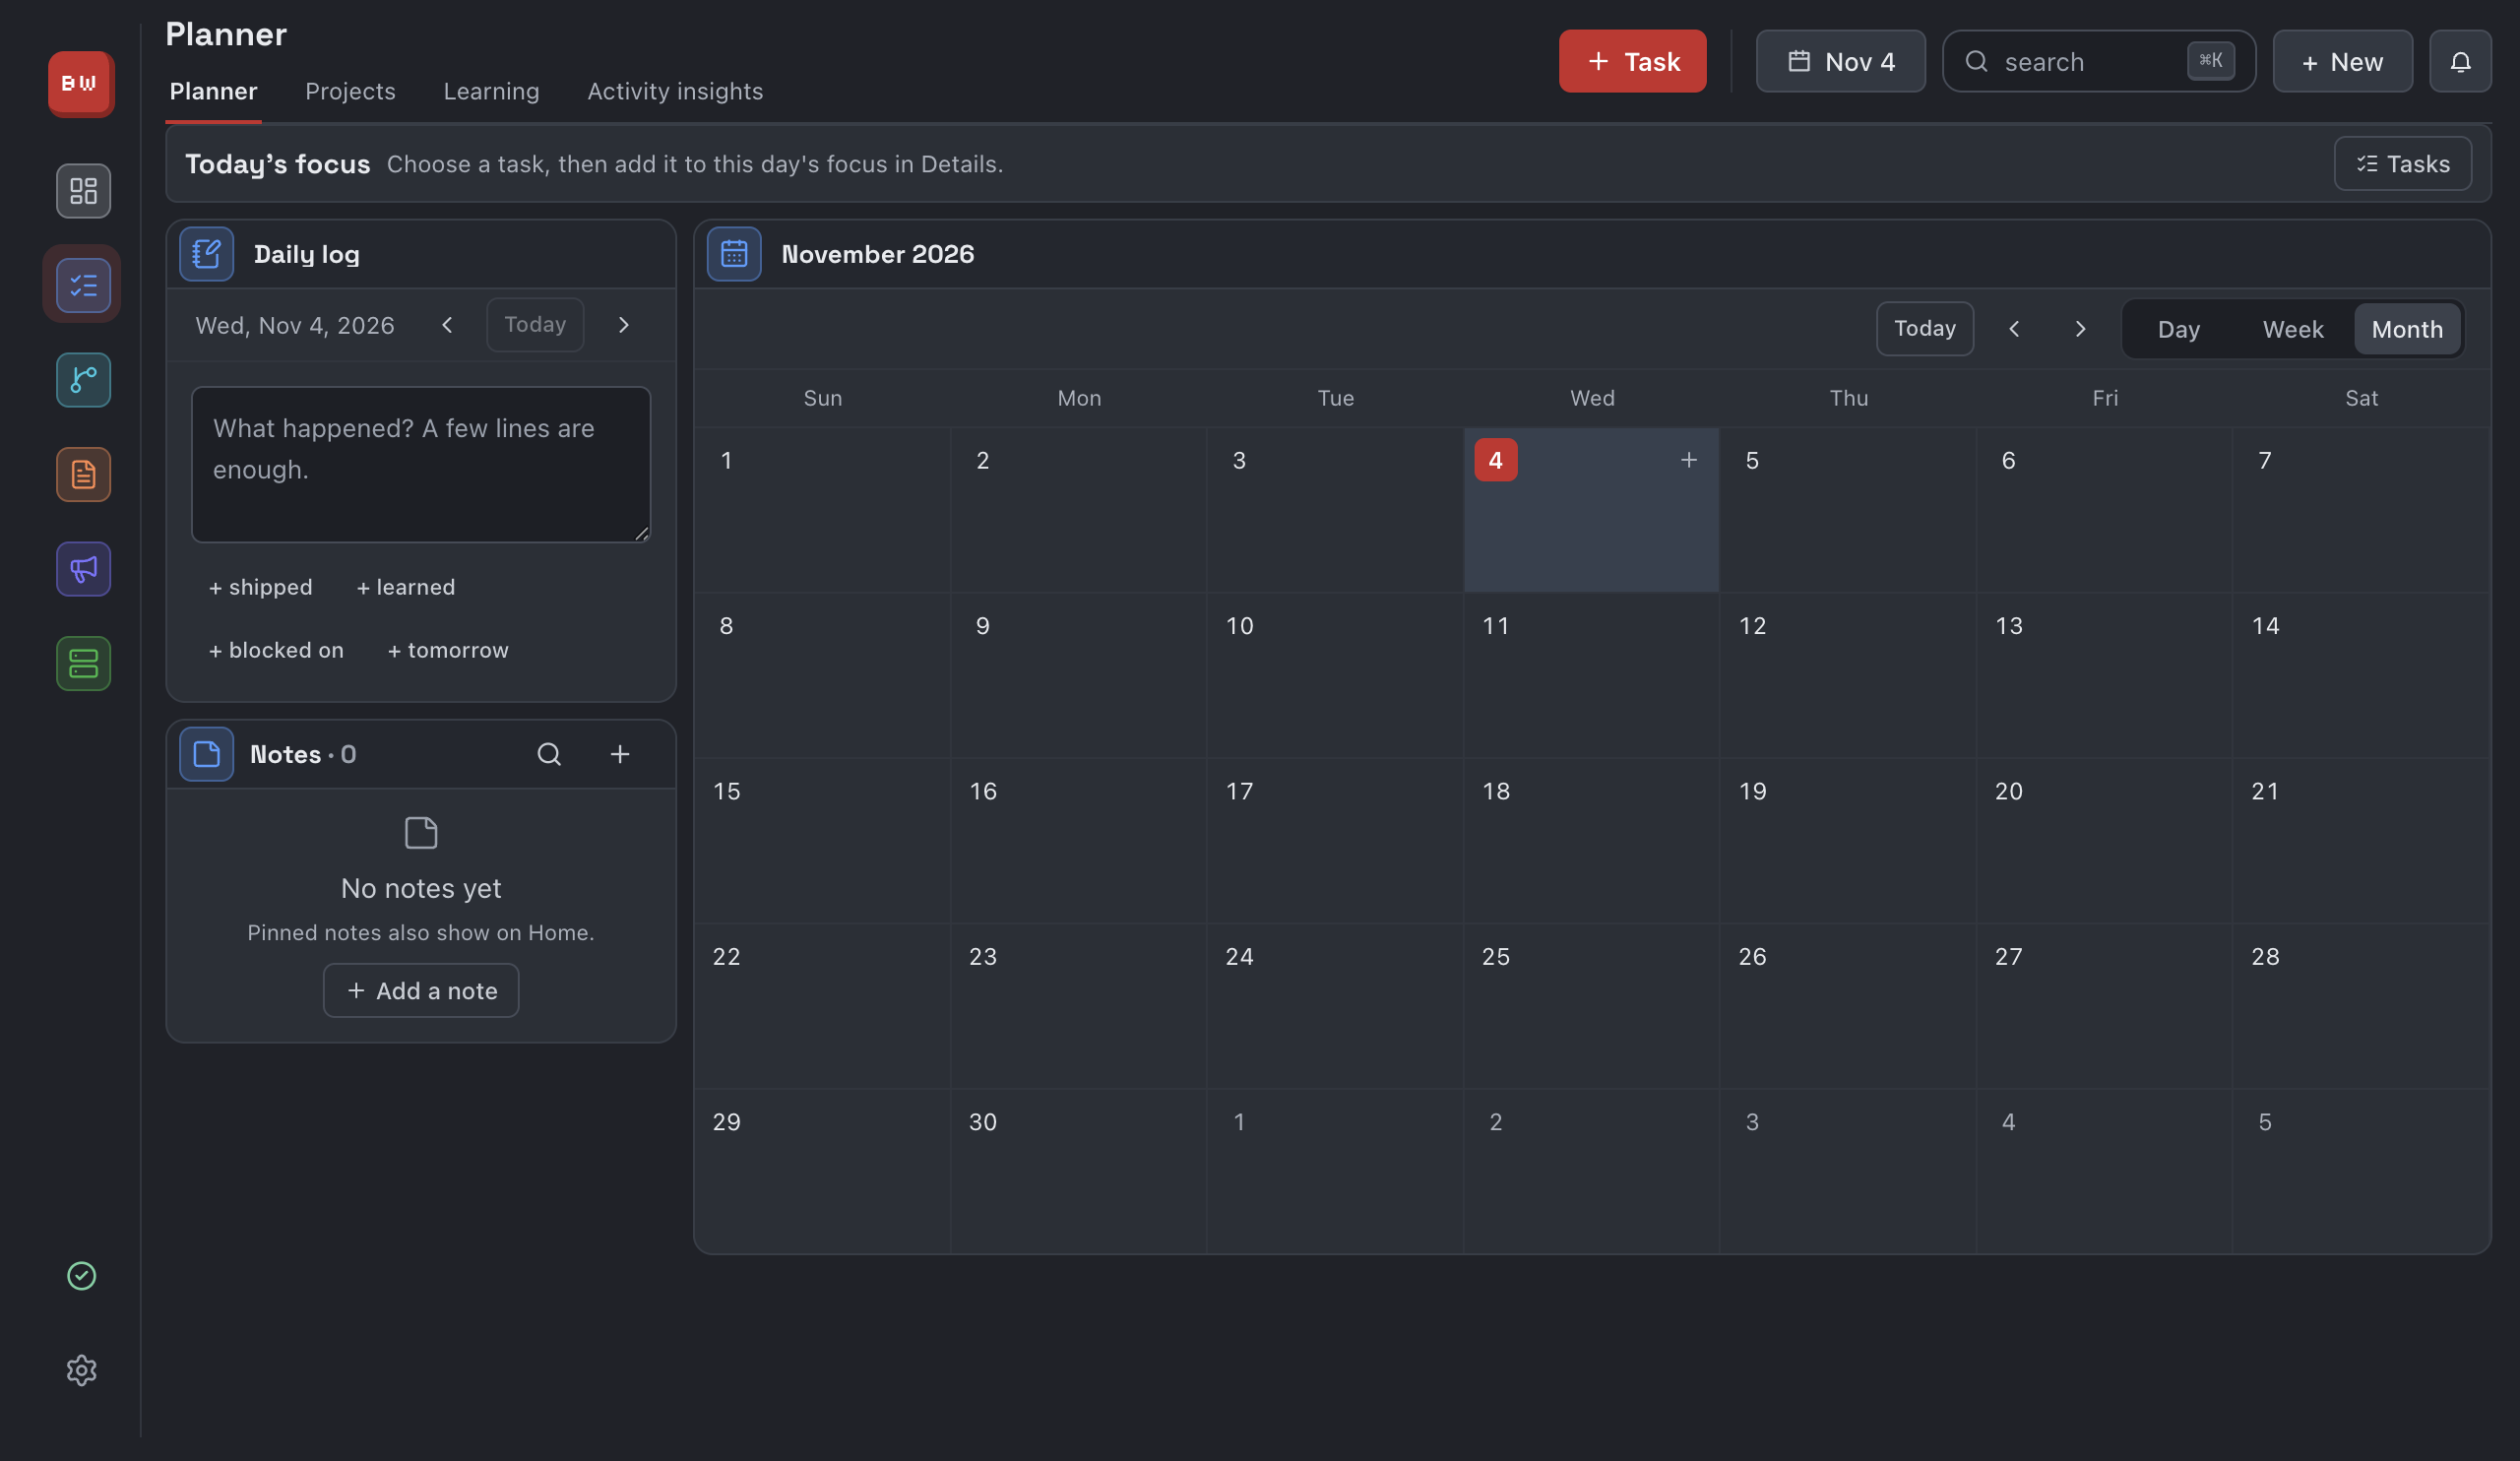 BW
Planner
Planner Projects Learning Activity insights
+ Task
Nov 4
search ⌘K
+ New
Today's focus Choose a task, then add it to this day's focus in Details.
Tasks
Daily log
Wed, Nov 4, 2026 Today
What happened? A few lines are
enough.
+ shipped + learned
+ blocked on + tomorrow
Notes · 0
No notes yet
Pinned notes also show on Home.
+ Add a note
November 2026
Today Day Week Month
Sun Mon Tue Wed Thu Fri Sat
1 2 3 4 + 5 6 7
8 9 10 11 12 13 14
15 16 17 18 19 20 21
22 23 24 25 26 27 28
29 30 1 2 3 4 5